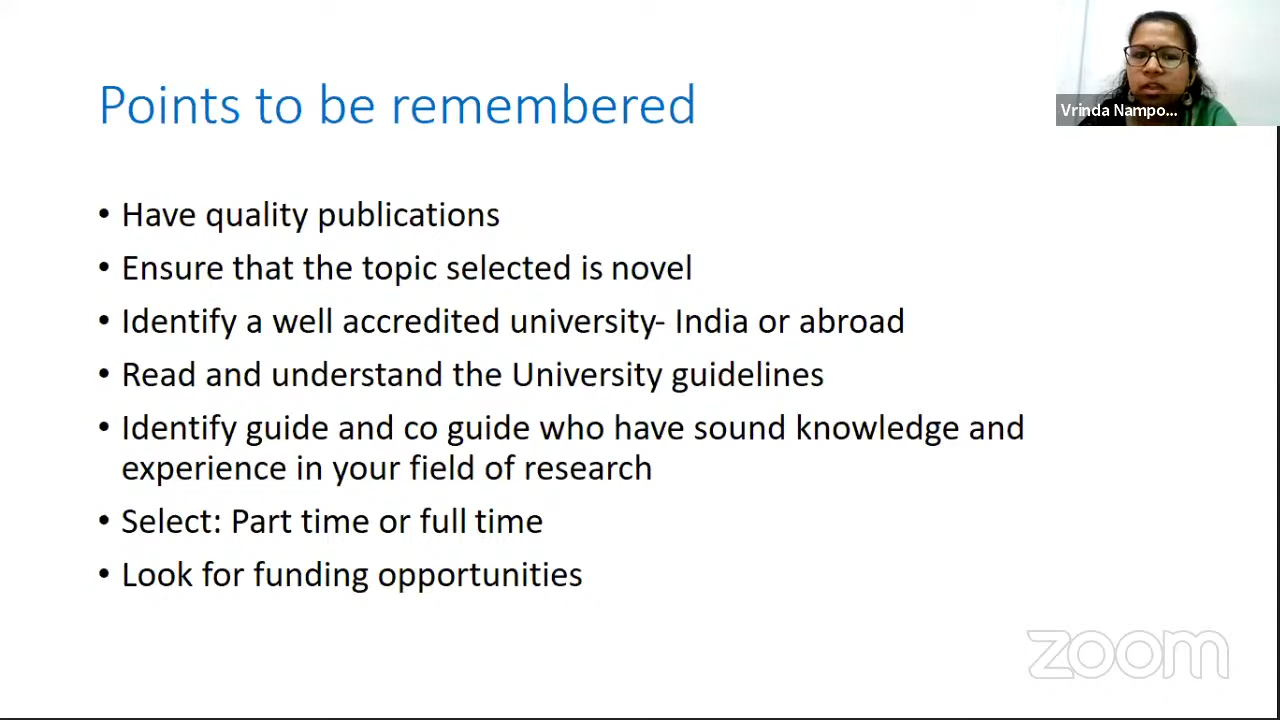 Points to be remembered
Vrinda Nampo...
• Have quality publications
• Ensure that the topic selected is novel
• Identify a well accredited university- India or abroad
• Read and understand the University guidelines
• Identify guide and co guide who have sound knowledge and
experience in your field of research
• Select: Part time or full time
• Look for funding opportunities
zoom